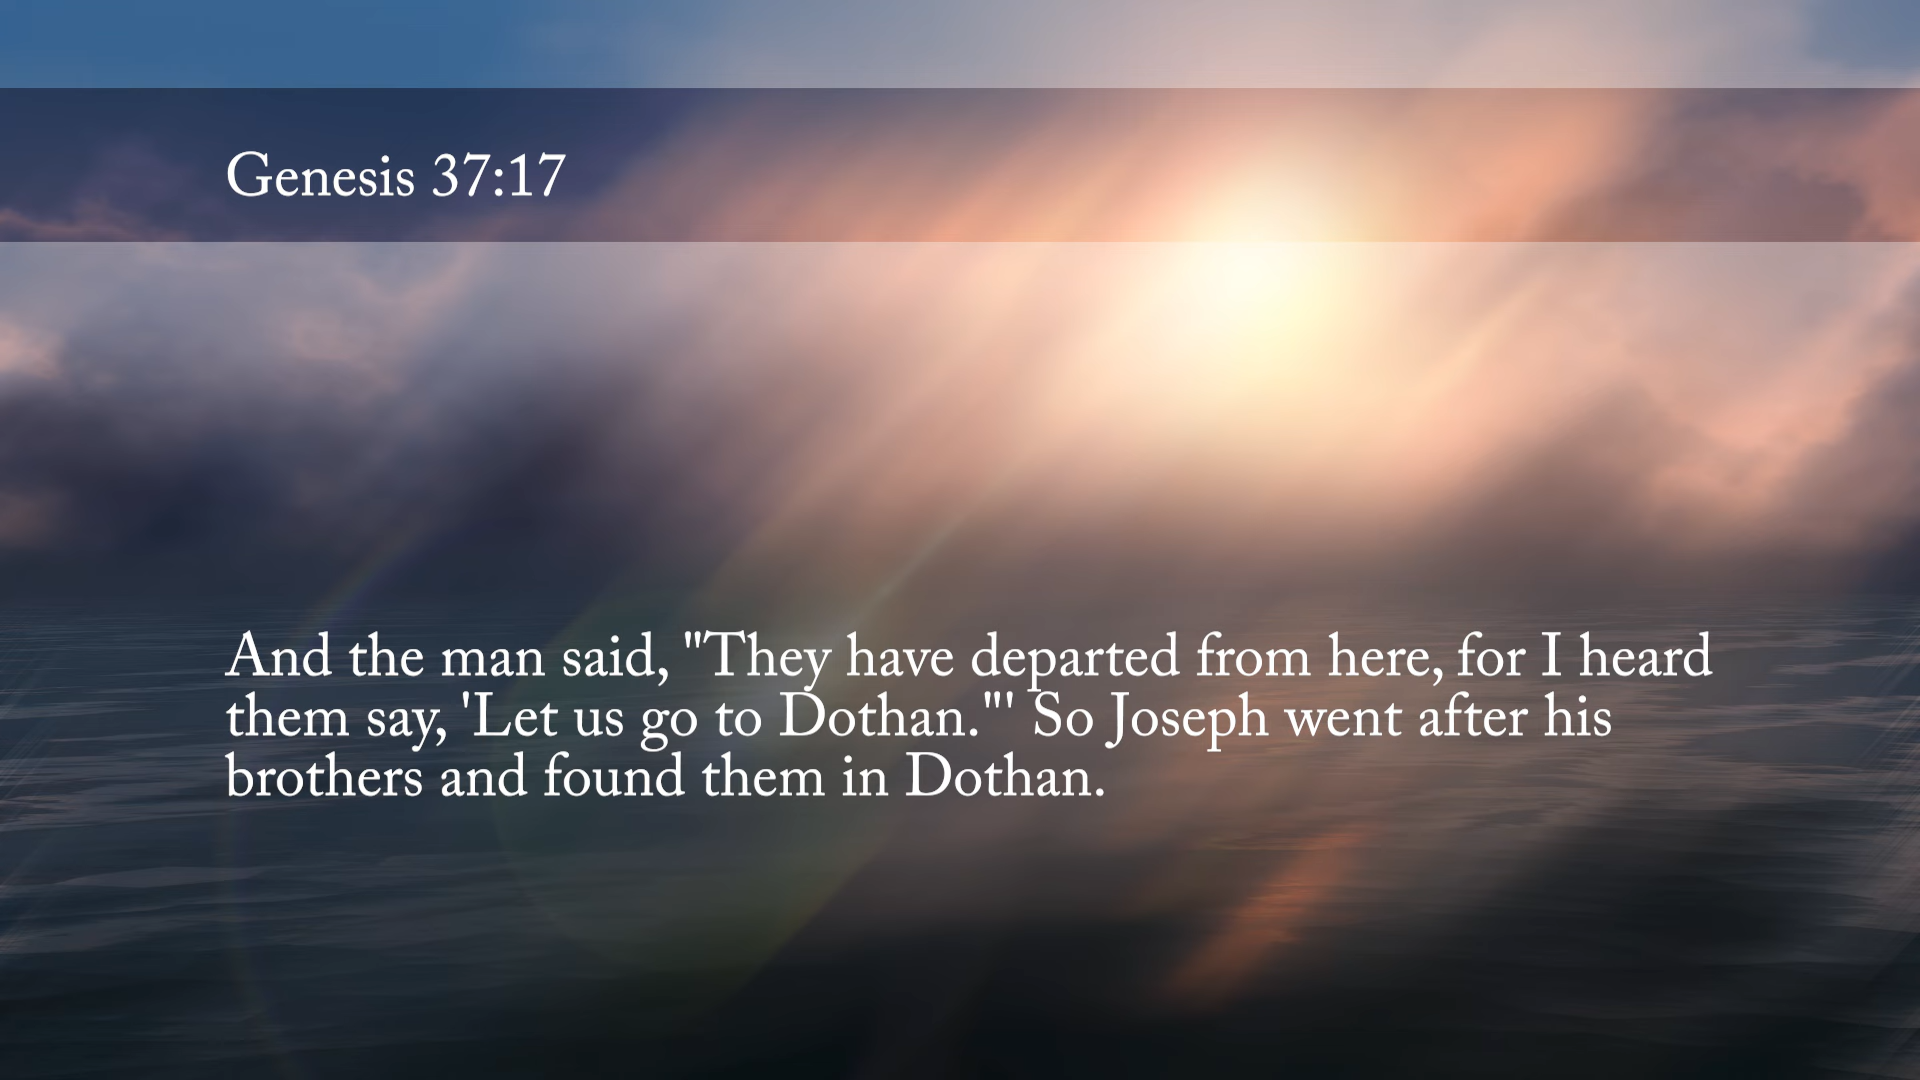 Genesis 37:17
And the man said, "They have departed from here, for I heard
them say, 'Let us go to Dothan."' So Joseph went after his
brothers and found them in Dothan.